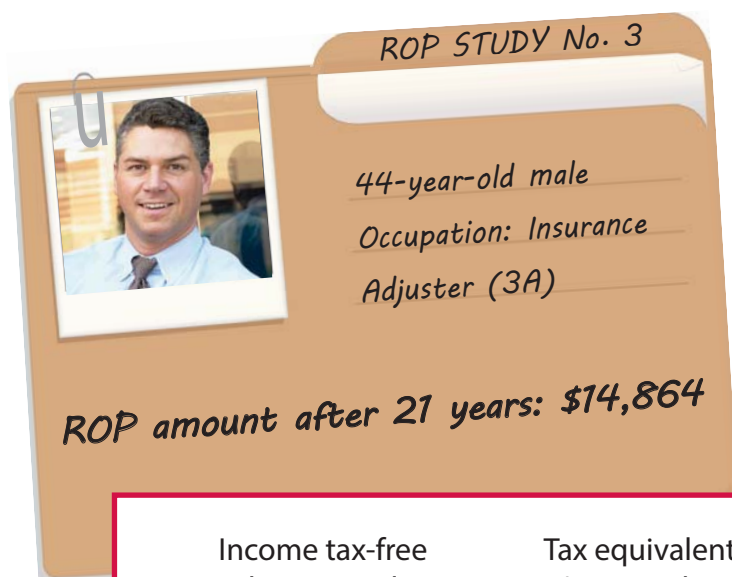 ROP STUDY No. 3
44-year-old male
Occupation: Insurance
Adjuster (3A)
ROP amount after 21 years: $14,864
Income tax-free
Tax equivalent